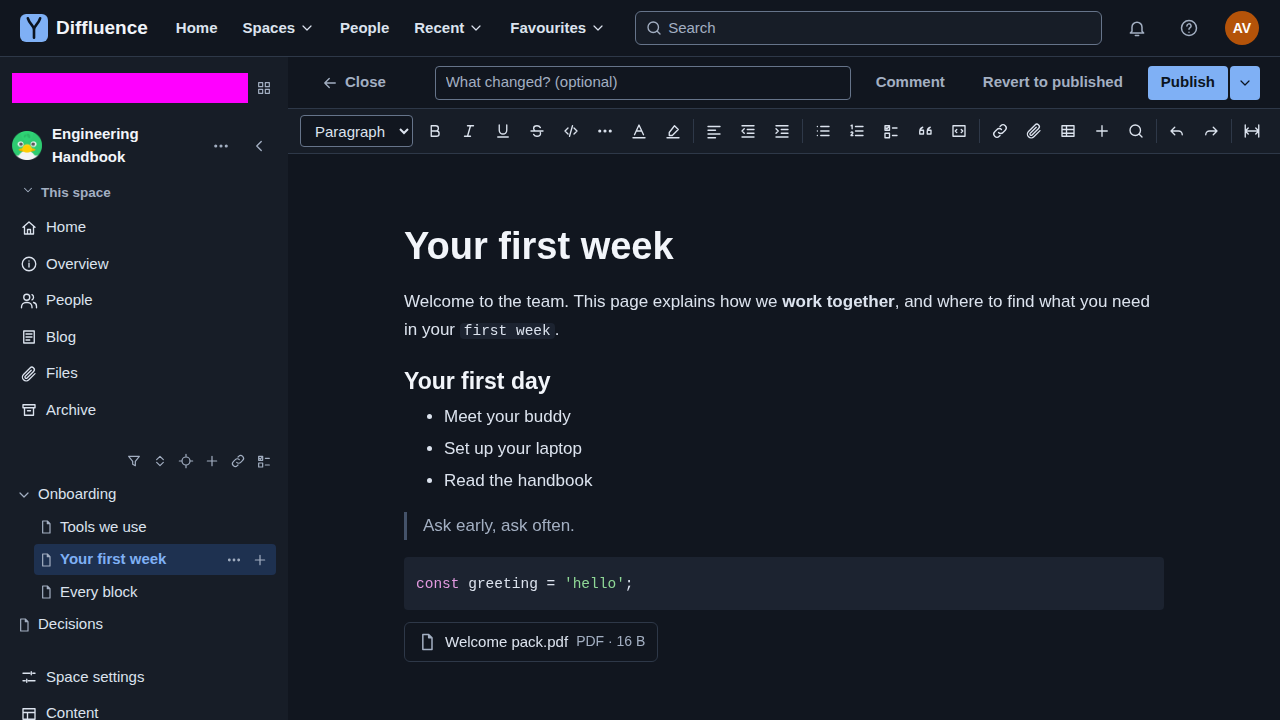 Diffluence
Home Spaces People Recent Favourites
Search
AV
Close
What changed? (optional)
Comment
Revert to published
Publish
Engineering
Handbook
Paragraph
This space
Home
Overview
People
Blog
Files
Archive
Onboarding
Tools we use
Your first week
Every block
Decisions
Space settings
Content
Your first week
Welcome to the team. This page explains how we work together, and where to find what you need
in your first week.
Your first day
Meet your buddy
Set up your laptop
Read the handbook
Ask early, ask often.
const greeting = 'hello';
Welcome pack.pdf PDF · 16 B